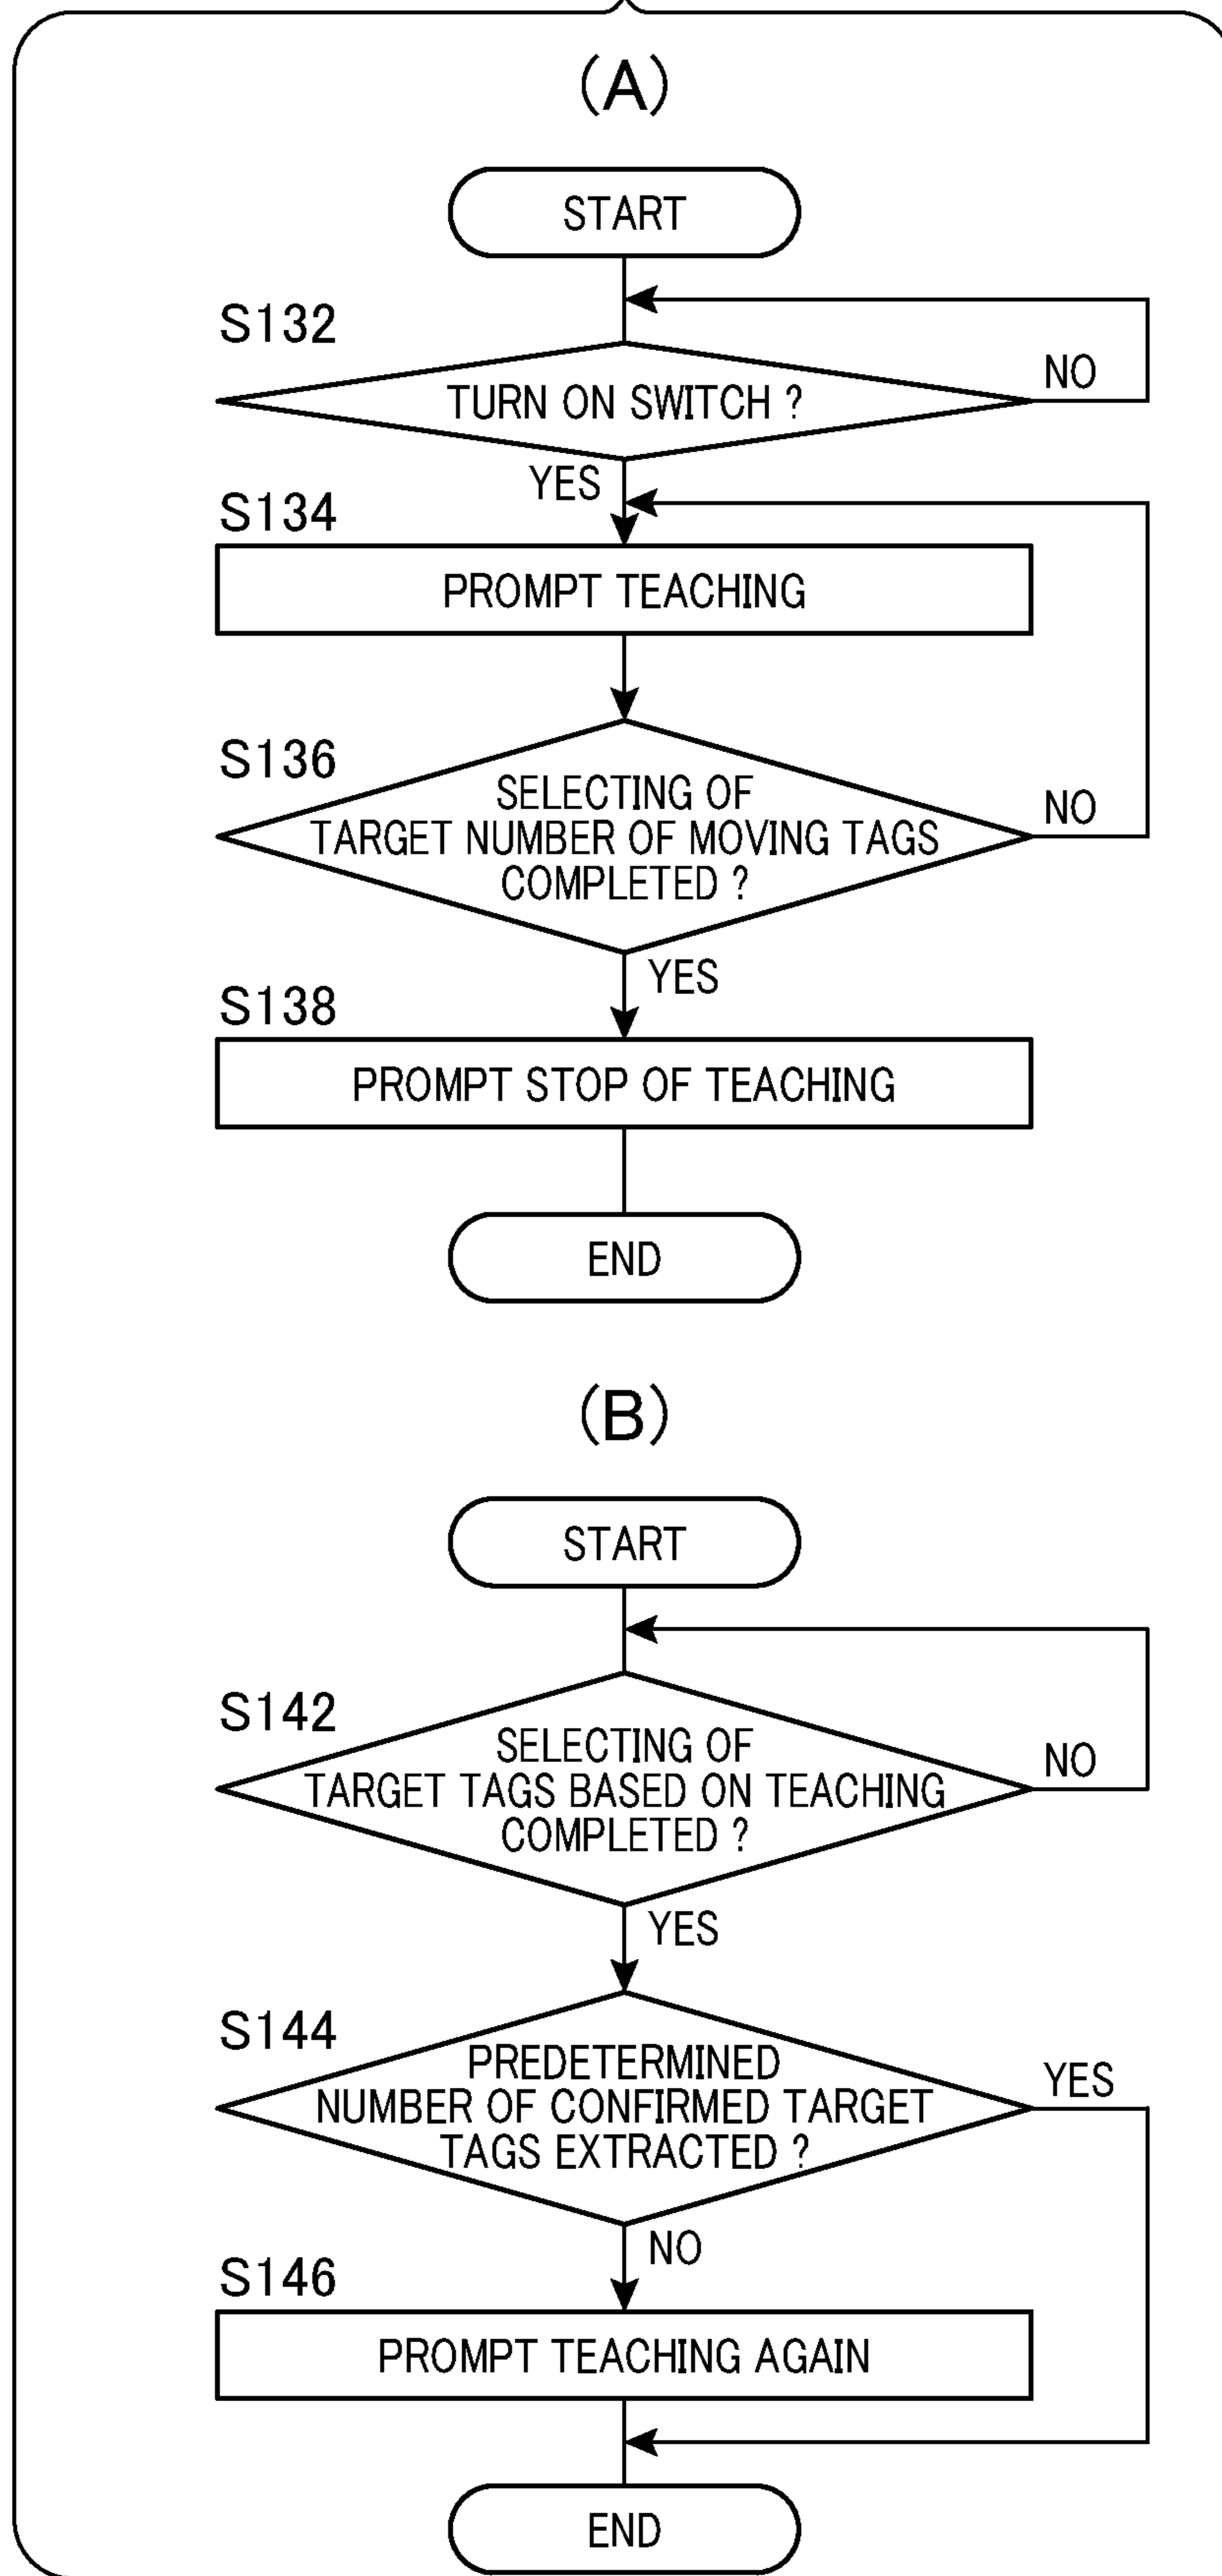 (A)
START
S132
TURN ON SWITCH ?
NO
YES
S134
PROMPT TEACHING
S136
SELECTING OF
TARGET NUMBER OF MOVING TAGS
COMPLETED ?
NO
YES
S138
PROMPT STOP OF TEACHING
END
(B)
START
S142
SELECTING OF
TARGET TAGS BASED ON TEACHING
COMPLETED ?
NO
YES
S144
PREDETERMINED
NUMBER OF CONFIRMED TARGET
TAGS EXTRACTED ?
YES
NO
S146
PROMPT TEACHING AGAIN
END